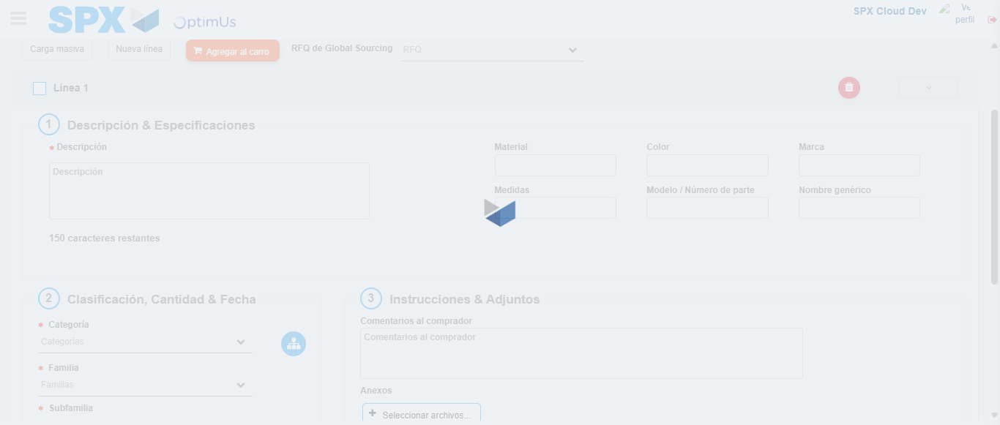 SPX
OptimUs
SPX Cloud Dev
Ve
perfil
Carga masiva
Nueva línea
Agregar al carro
RFQ de Global Sourcing
RFQ
Línea 1
1 Descripción & Especificaciones
* Descripción
Material
Color
Marca
Descripción
Medidas
Modelo / Número de parte
Nombre genérico
150 caracteres restantes
2 Clasificación, Cantidad & Fecha
3 Instrucciones & Adjuntos
* Categoría
Comentarios al comprador
Categorías
Comentarios al comprador
* Familia
Familias
Anexos
* Subfamilia
+ Seleccionar archivos...